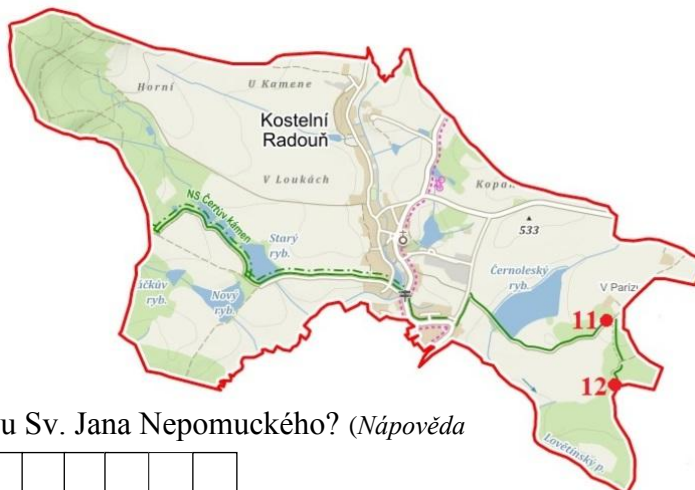 Horní
U Kamene
Kostelní
Radouň
V Loukách
NS Čertův kámen
Starý
ryb.
Nový
ryb.
ryb.
533
Černoleský
ryb.
11
12
Lovětínský p.
u Sv. Jana Nepomuckého? (Nápověda